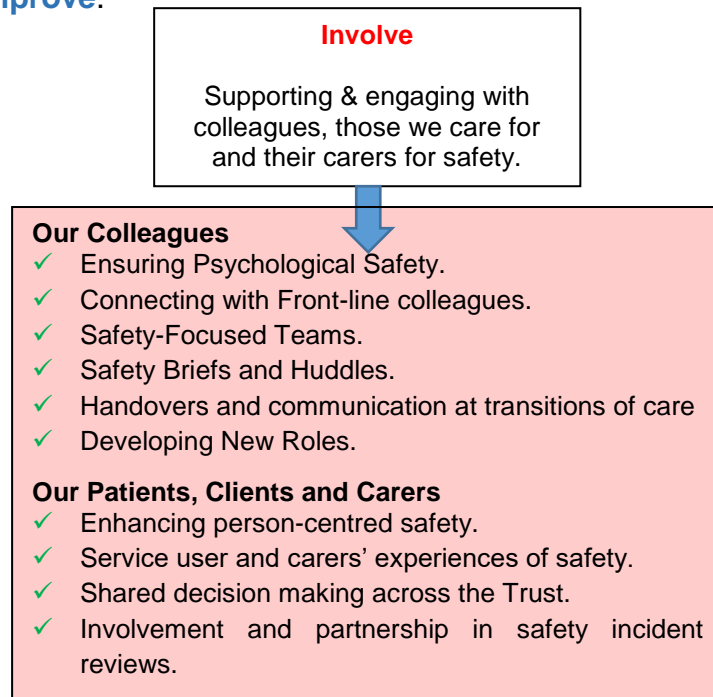 prove.
Involve
Supporting & engaging with
colleagues, those we care for
and their carers for safety.
Our Colleagues
✓ Ensuring Psychological Safety.
✓ Connecting with Front-line colleagues.
✓ Safety-Focused Teams.
✓ Safety Briefs and Huddles.
✓ Handovers and communication at transitions of care
✓ Developing New Roles.
Our Patients, Clients and Carers
✓ Enhancing person-centred safety.
✓ Service user and carers’ experiences of safety.
✓ Shared decision making across the Trust.
✓ Involvement and partnership in safety incident
reviews.